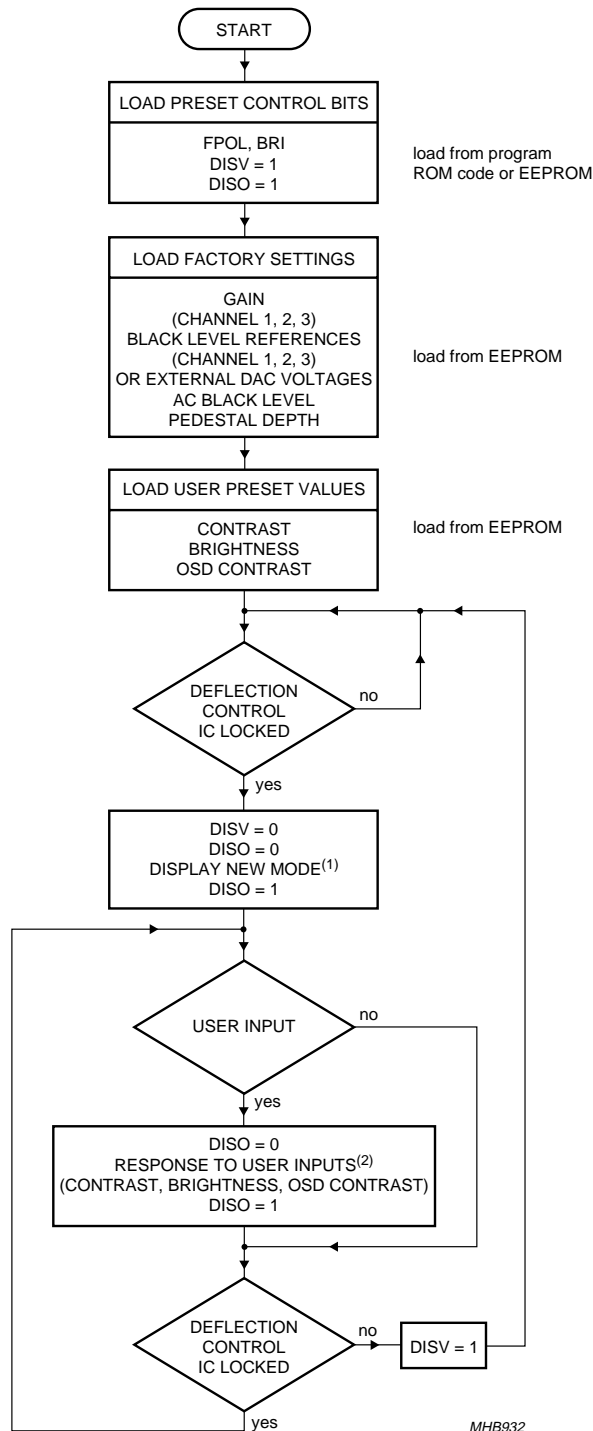 START
LOAD PRESET CONTROL BITS
FPOL, BRI
DISV = 1
DISO = 1
load from program
ROM code or EEPROM
LOAD FACTORY SETTINGS
GAIN
(CHANNEL 1, 2, 3)
BLACK LEVEL REFERENCES
(CHANNEL 1, 2, 3)
OR EXTERNAL DAC VOLTAGES
AC BLACK LEVEL
PEDESTAL DEPTH
load from EEPROM
LOAD USER PRESET VALUES
CONTRAST
BRIGHTNESS
OSD CONTRAST
load from EEPROM
DEFLECTION
CONTROL
IC LOCKED
no
yes
DISV = 0
DISO = 0
DISPLAY NEW MODE(1)
DISO = 1
USER INPUT
no
yes
DISO = 0
RESPONSE TO USER INPUTS(2)
(CONTRAST, BRIGHTNESS, OSD CONTRAST)
DISO = 1
DEFLECTION
CONTROL
IC LOCKED
no
DISV = 1
yes
MHB932